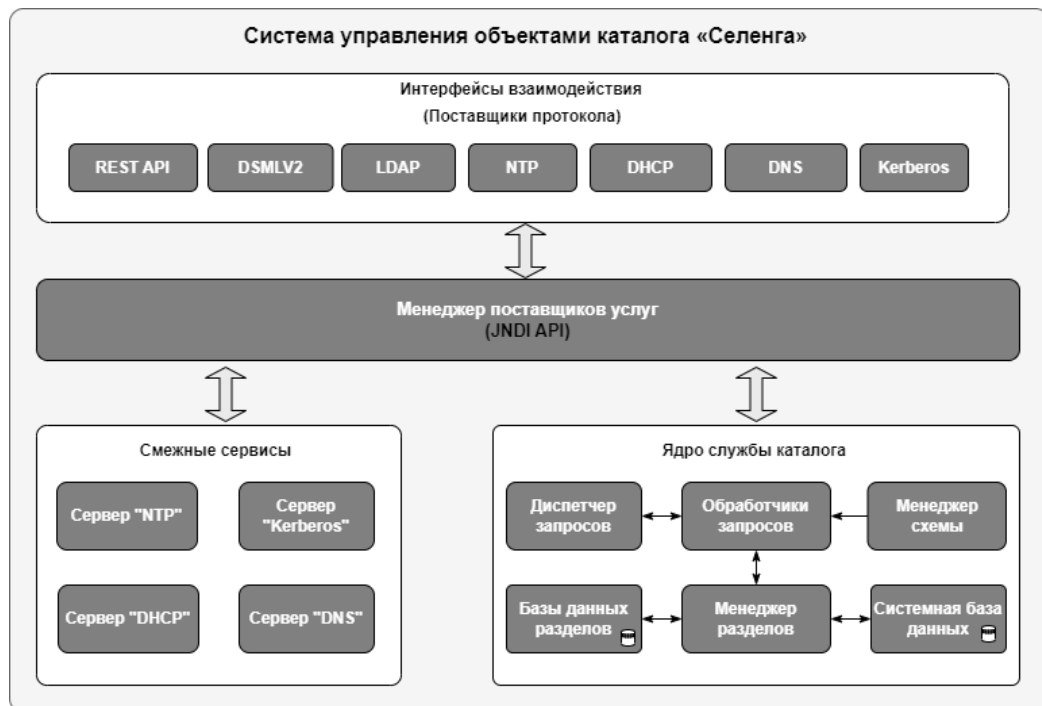 Система управления объектами каталога «Селенга»
Интерфейсы взаимодействия
(Поставщики протокола)
REST API
DSMLV2
LDAP
NTP
DHCP
DNS
Kerberos
Менеджер поставщиков услуг
(JNDI API)
Смежные сервисы
Сервер "NTP"
Сервер
"Kerberos"
Сервер "DHCP"
Сервер "DNS"
Ядро службы каталога
Диспетчер
запросов
Обработчики
запросов
Менеджер
схемы
Базы данных
разделов
Менеджер
разделов
Системная база
данных